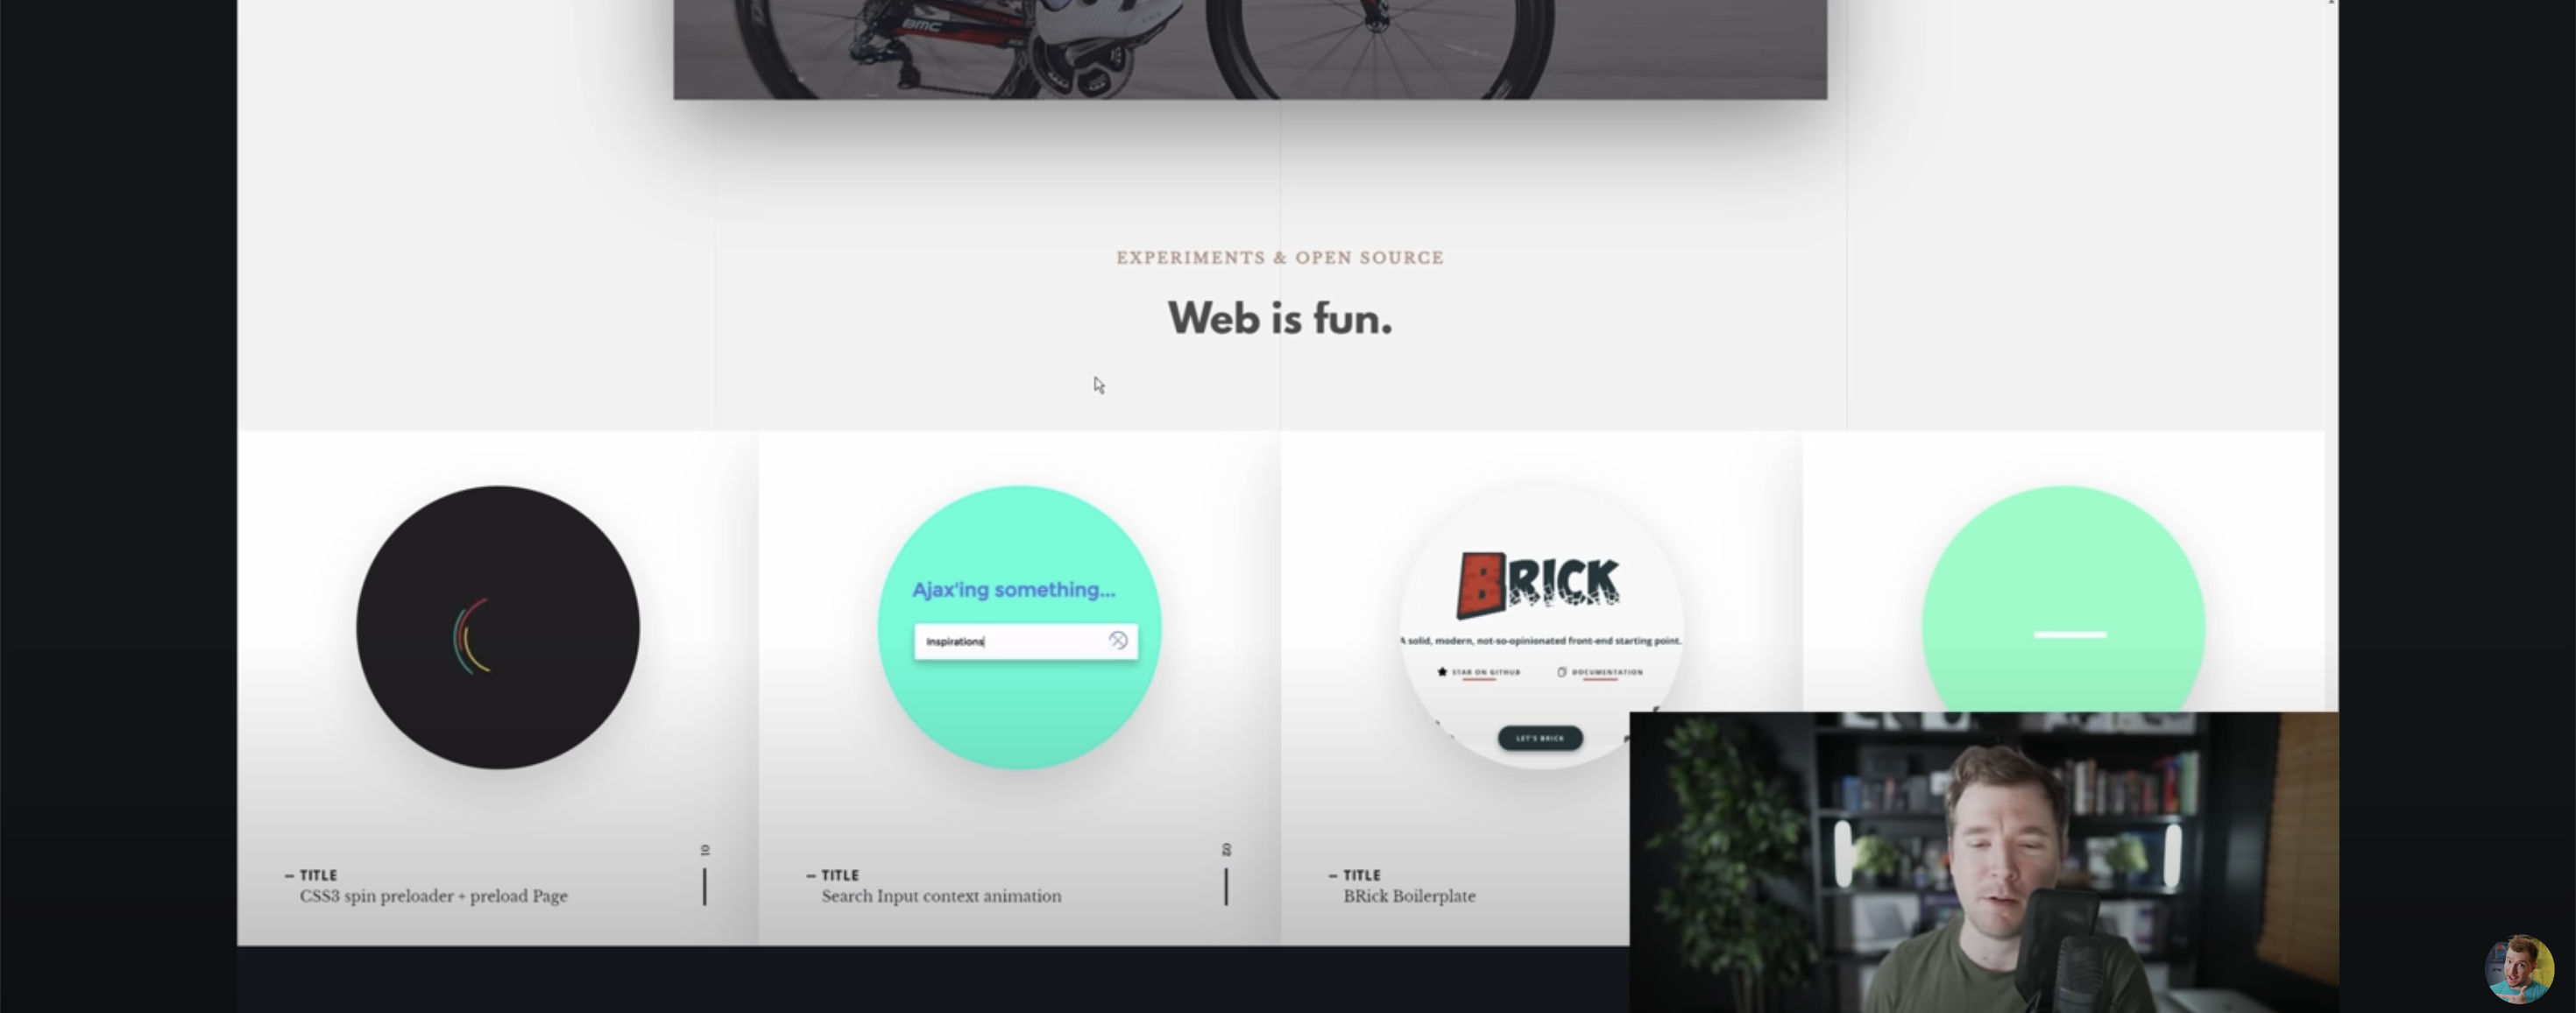 BMC
EXPERIMENTS & OPEN SOURCE
Web is fun.
Ajax'ing something...
Inspirations
BRICK
A solid, modern, not-so-opinionated front-end starting point.
STAR ON GITHUB
DOCUMENTATION
LET'S BRICK
01
– TITLE
CSS3 spin preloader + preload Page
02
– TITLE
Search Input context animation
– TITLE
BRick Boilerplate